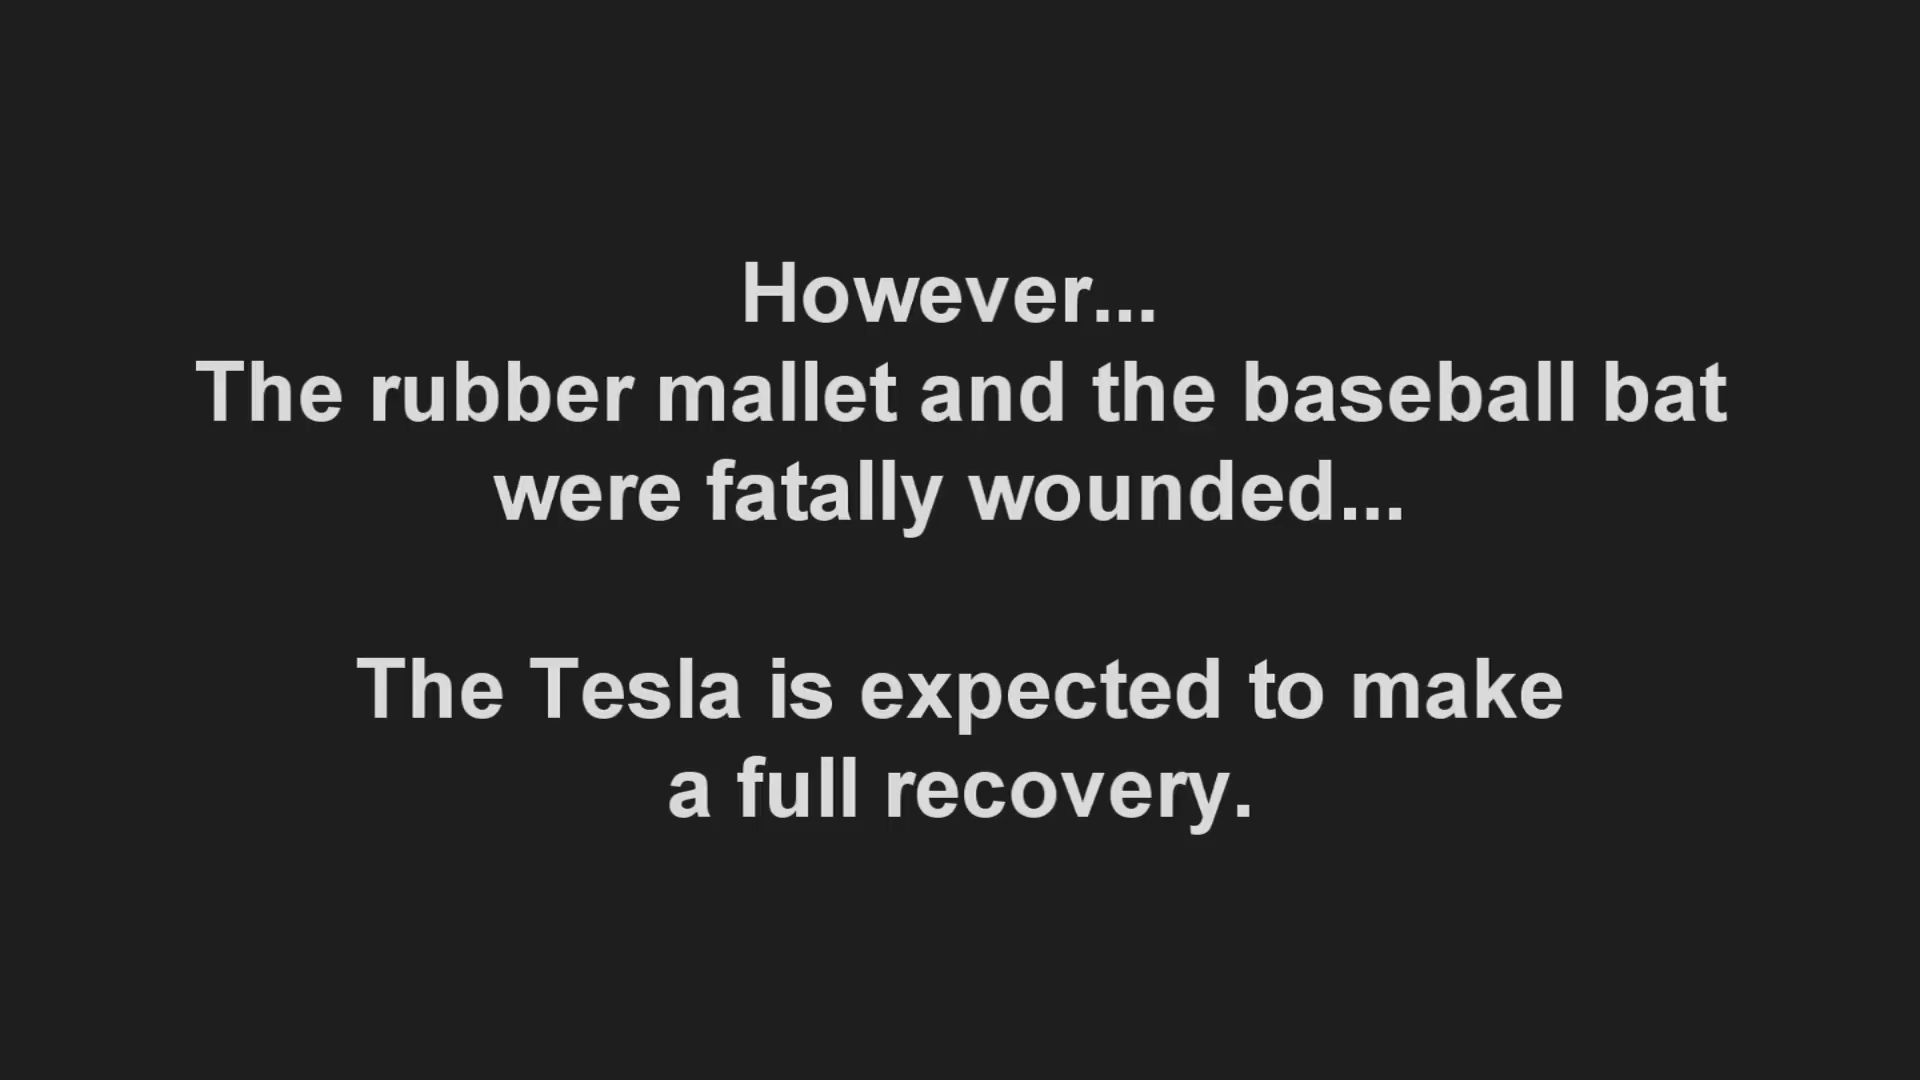 However...
The rubber mallet and the baseball bat
were fatally wounded...
The Tesla is expected to make
a full recovery.